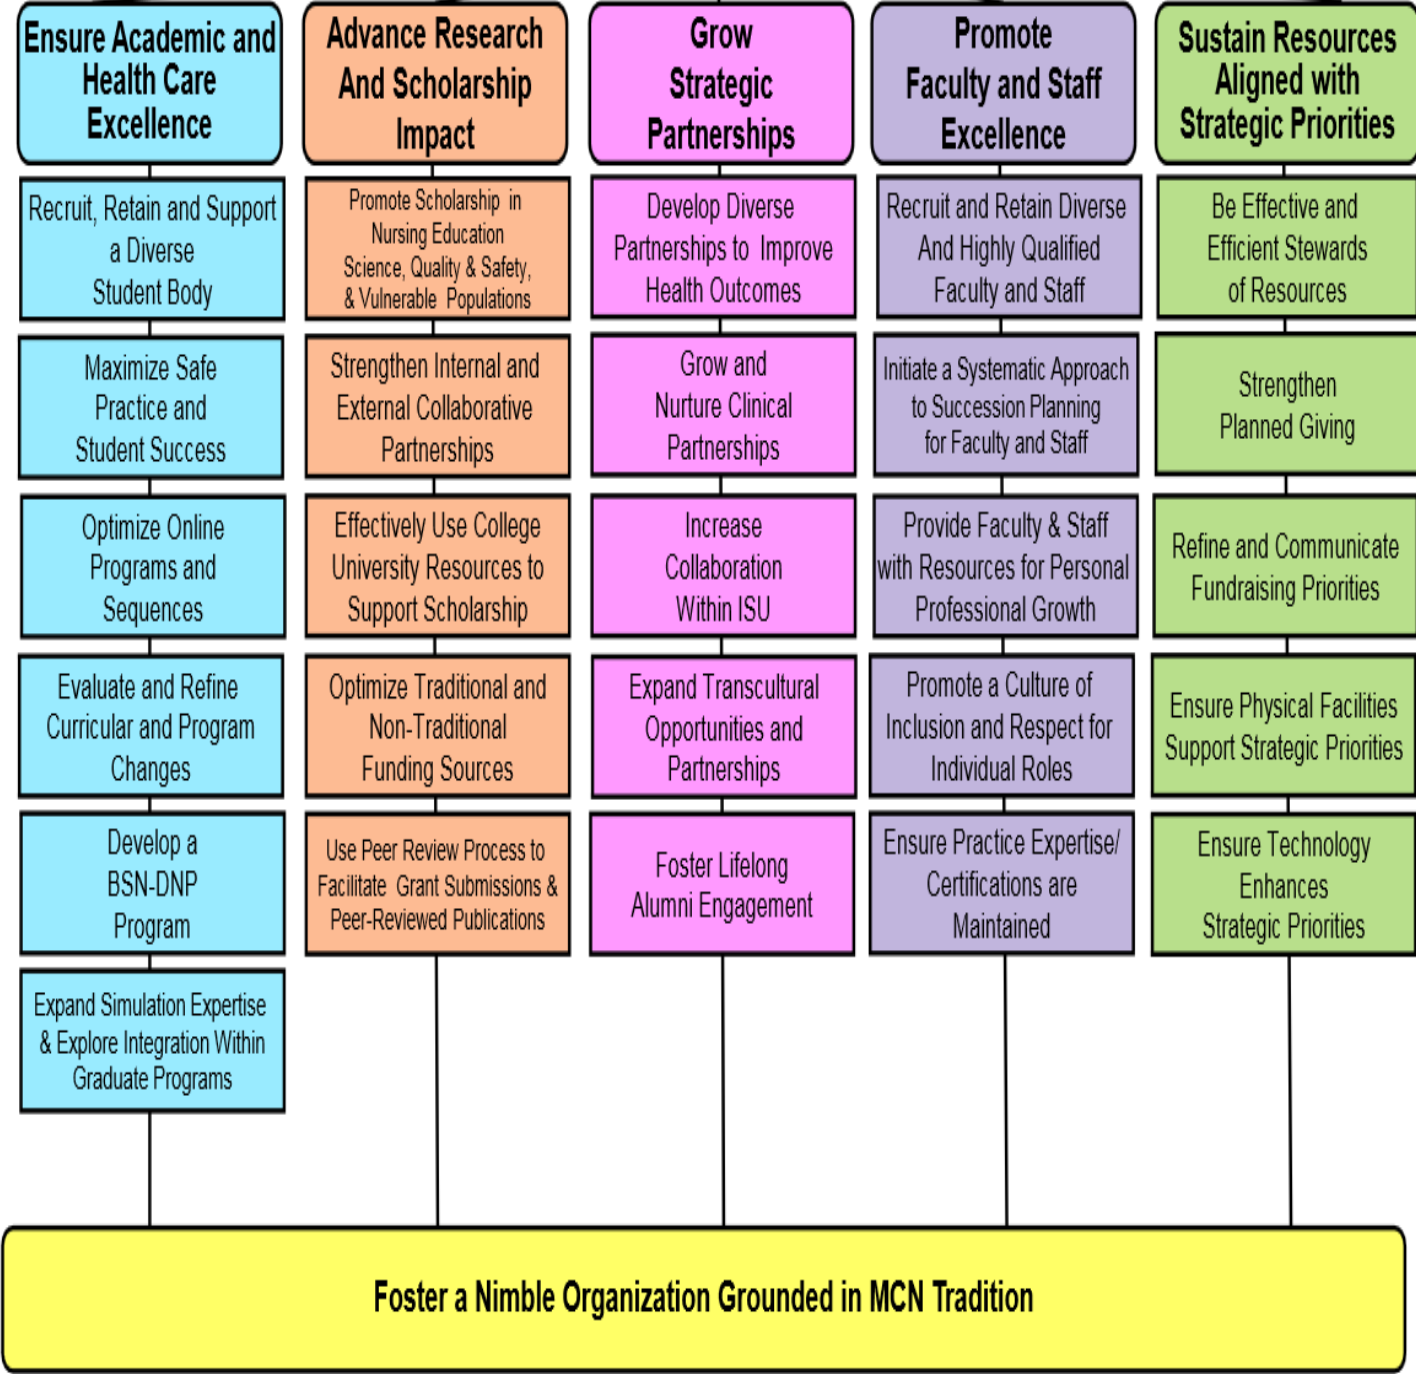 Ensure Academic and
Health Care
Excellence
Recruit, Retain and Support
a Diverse
Student Body
Maximize Safe
Practice and
Student Success
Optimize Online
Programs and
Sequences
Evaluate and Refine
Curricular and Program
Changes
Develop a
BSN-DNP
Program
Expand Simulation Expertise
& Explore Integration Within
Graduate Programs
Advance Research
And Scholarship
Impact
Promote Scholarship in
Nursing Education
Science, Quality & Safety,
& Vulnerable Populations
Strengthen Internal and
External Collaborative
Partnerships
Effectively Use College
University Resources to
Support Scholarship
Optimize Traditional and
Non-Traditional
Funding Sources
Use Peer Review Process to
Facilitate Grant Submissions &
Peer-Reviewed Publications
Grow
Strategic
Partnerships
Develop Diverse
Partnerships to Improve
Health Outcomes
Grow and
Nurture Clinical
Partnerships
Increase
Collaboration
Within ISU
Expand Transcultural
Opportunities and
Partnerships
Foster Lifelong
Alumni Engagement
Promote
Faculty and Staff
Excellence
Recruit and Retain Diverse
And Highly Qualified
Faculty and Staff
Initiate a Systematic Approach
to Succession Planning
for Faculty and Staff
Provide Faculty & Staff
with Resources for Personal
Professional Growth
Promote a Culture of
Inclusion and Respect for
Individual Roles
Ensure Practice Expertise/
Certifications are
Maintained
Sustain Resources
Aligned with
Strategic Priorities
Be Effective and
Efficient Stewards
of Resources
Strengthen
Planned Giving
Refine and Communicate
Fundraising Priorities
Ensure Physical Facilities
Support Strategic Priorities
Ensure Technology
Enhances
Strategic Priorities
Foster a Nimble Organization Grounded in MCN Tradition